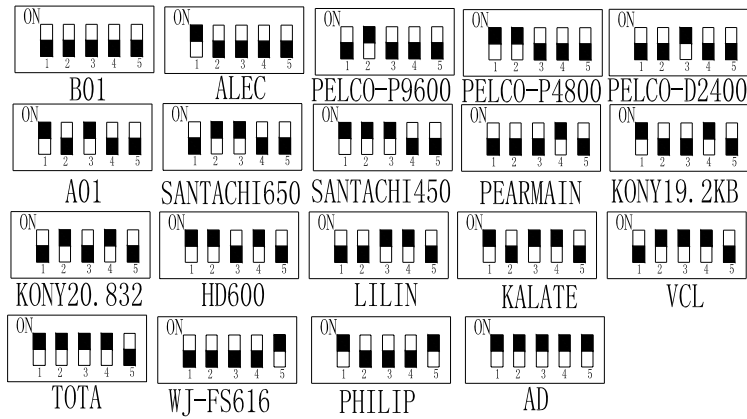 ON ON ON ON ON
1 2 3 4 5 1 2 3 4 5 1 2 3 4 5 1 2 3 4 5 1 2 3 4 5
B01 ALEC PELCO-P9600 PELCO-P4800 PELCO-D2400
ON ON ON ON ON
1 2 3 4 5 1 2 3 4 5 1 2 3 4 5 1 2 3 4 5 1 2 3 4 5
A01 SANTACHI650 SANTACHI450 PEARMAIN KONY19.2KB
ON ON ON ON ON
1 2 3 4 5 1 2 3 4 5 1 2 3 4 5 1 2 3 4 5 1 2 3 4 5
KONY20.832 HD600 LILIN KALATE VCL
ON ON ON ON
1 2 3 4 5 1 2 3 4 5 1 2 3 4 5 1 2 3 4 5
TOTA WJ-FS616 PHILIP AD